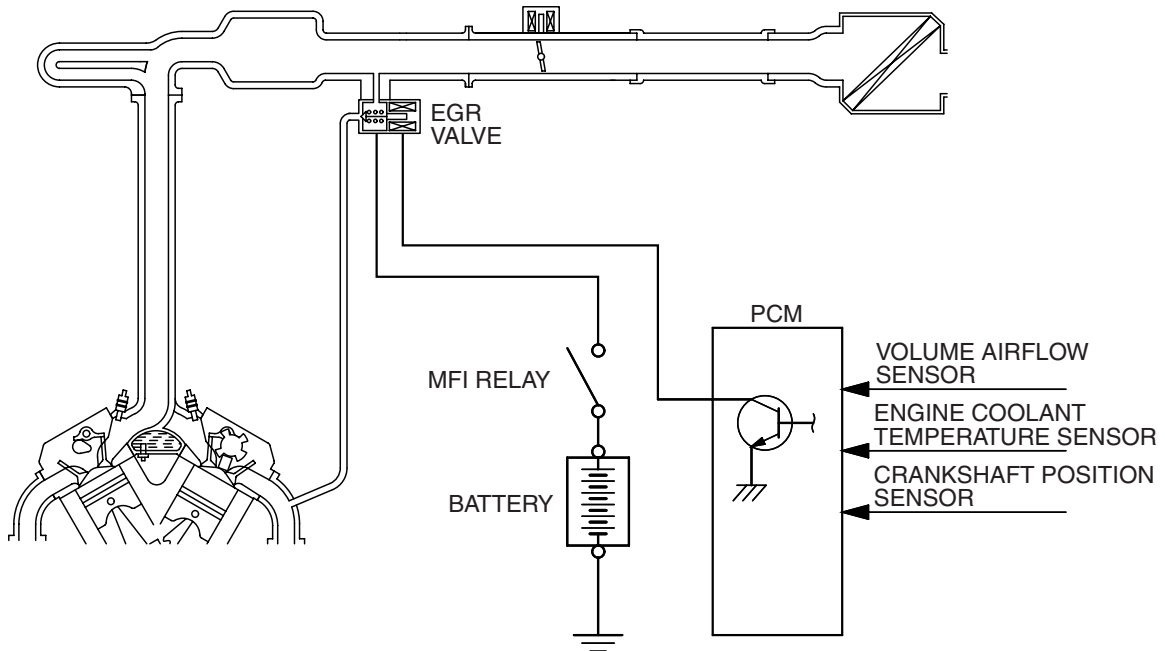 EGR
VALVE
PCM
MFI RELAY
BATTERY
VOLUME AIRFLOW
SENSOR
ENGINE COOLANT
TEMPERATURE SENSOR
CRANKSHAFT POSITION
SENSOR